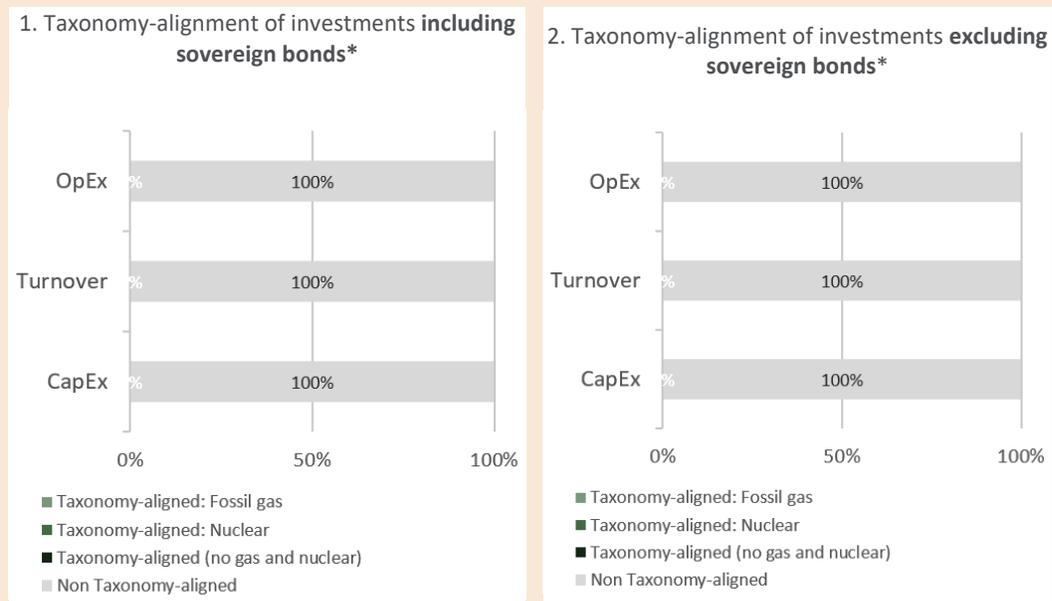 1. Taxonomy-alignment of investments including
sovereign bonds*
OpEx
% 100%
Turnover
% 100%
CapEx
% 100%
0% 50% 100%
Taxonomy-aligned: Fossil gas
Taxonomy-aligned: Nuclear
Taxonomy-aligned (no gas and nuclear)
Non Taxonomy-aligned
2. Taxonomy-alignment of investments excluding
sovereign bonds*
OpEx
% 100%
Turnover
% 100%
CapEx
% 100%
0% 50% 100%
Taxonomy-aligned: Fossil gas
Taxonomy-aligned: Nuclear
Taxonomy-aligned (no gas and nuclear)
Non Taxonomy-aligned